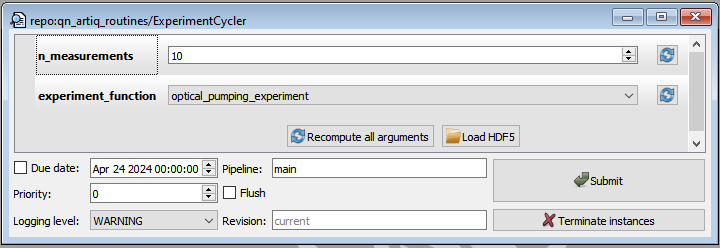 repo:qn_artiq_routines/ExperimentCycler
n_measurements 10
experiment_function optical_pumping_experiment
Recompute all arguments Load HDF5
Due date: Apr 24 2024 00:00:00 Pipeline: main Submit
Priority: 0 Flush
Logging level: WARNING Revision: current Terminate instances